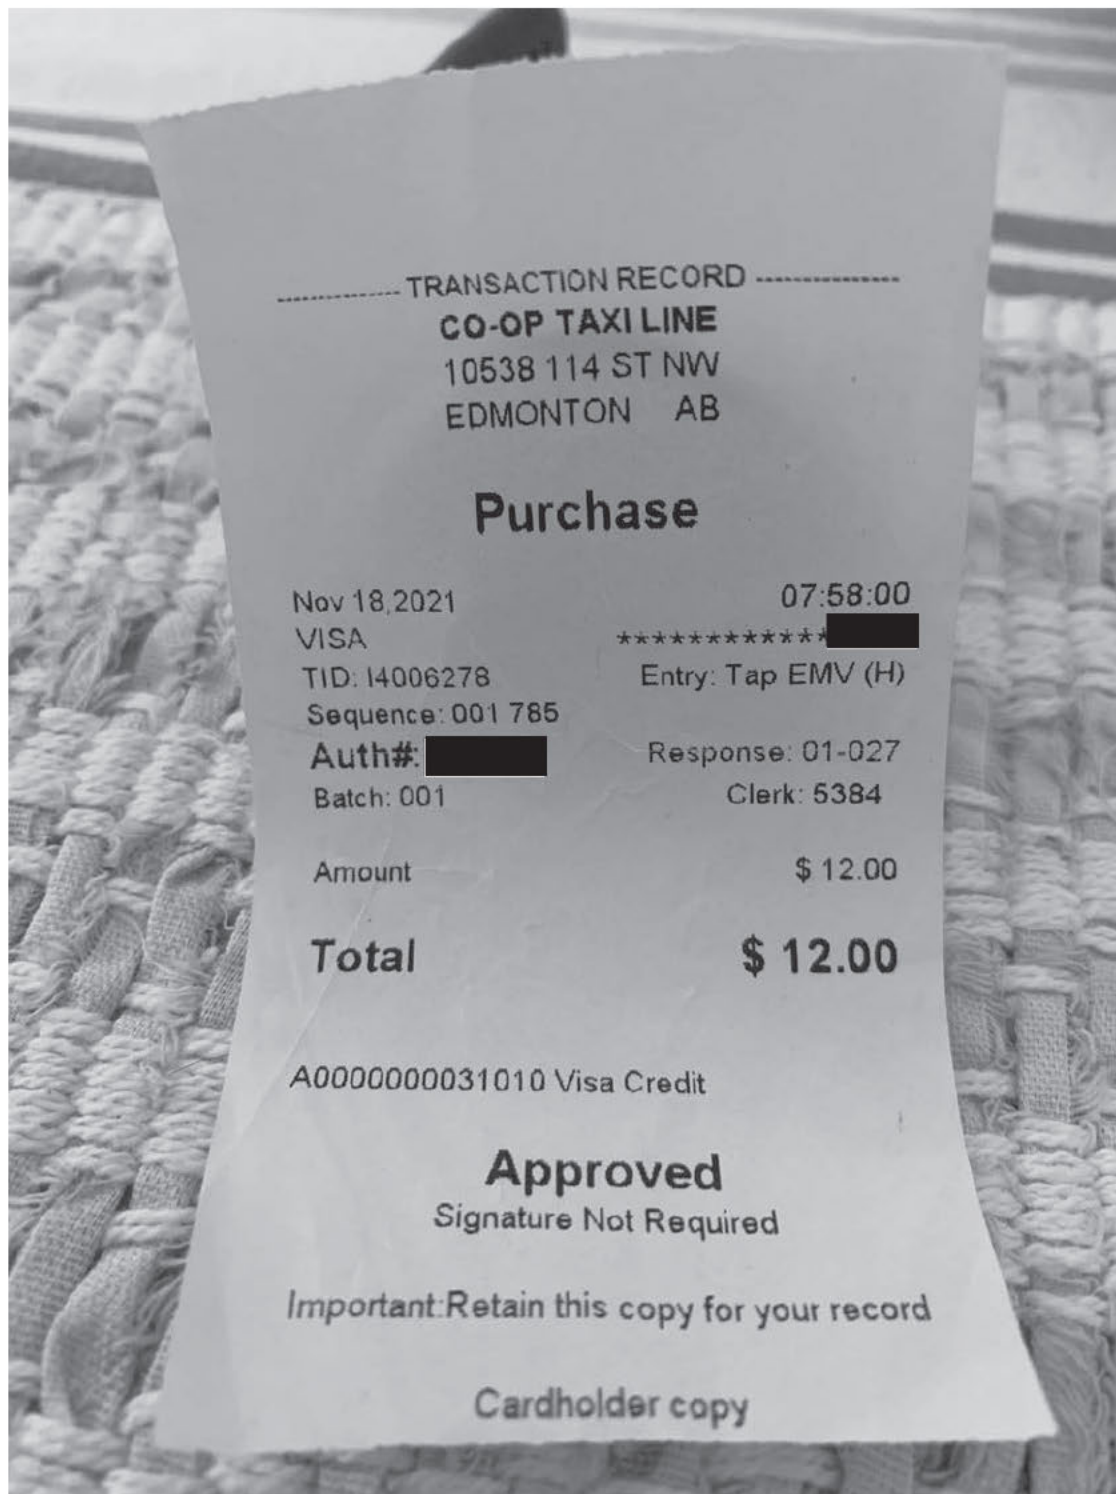 ------------ TRANSACTION RECORD --------------
CO-OP TAXI LINE
10538 114 ST NW
EDMONTON AB
Purchase
Nov 18,2021 07:58:00
VISA ************
TID: I4006278 Entry: Tap EMV (H)
Sequence: 001 785
Auth#: Response: 01-027
Batch: 001 Clerk: 5384
Amount $ 12.00
Total $ 12.00
A0000000031010 Visa Credit
Approved
Signature Not Required
Important:Retain this copy for your record
Cardholder copy